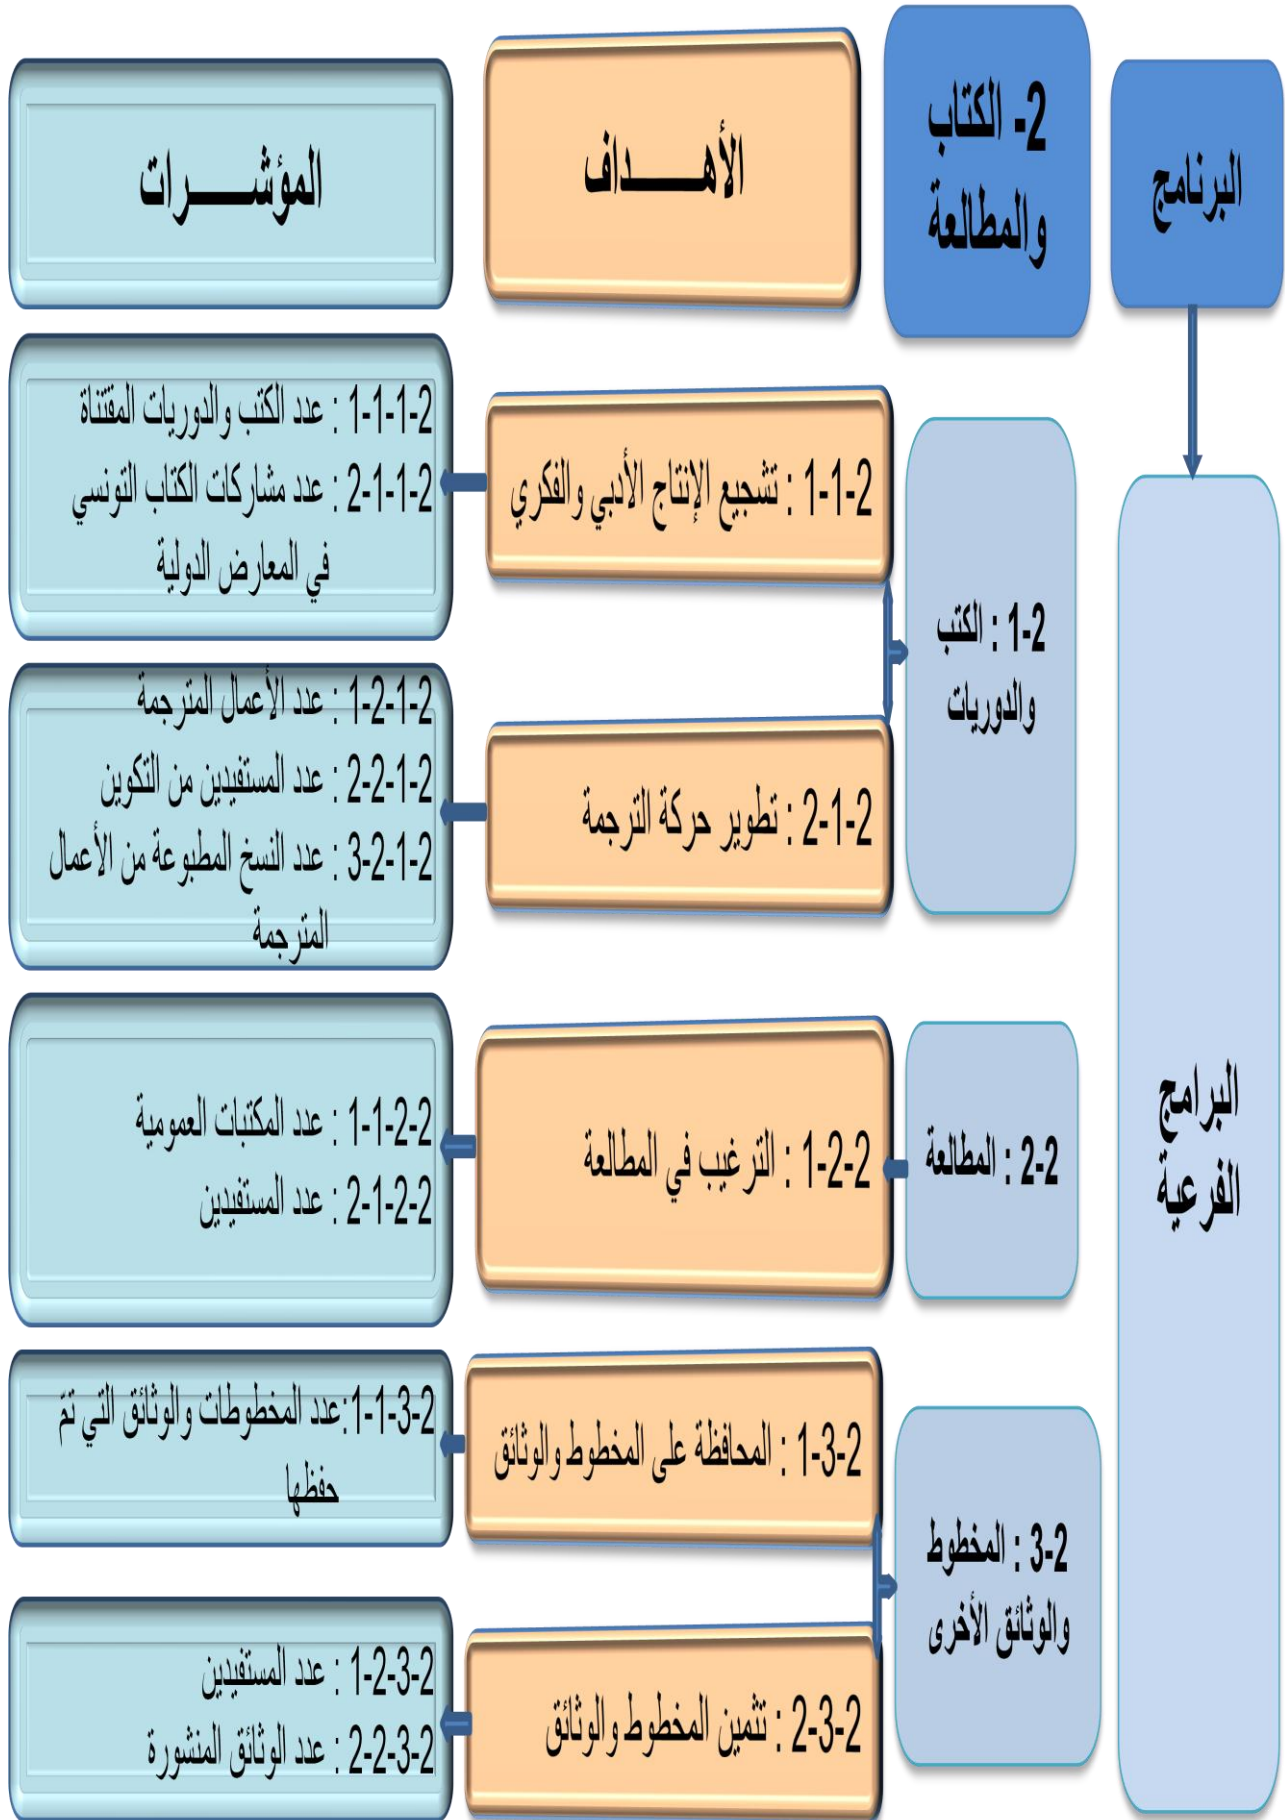 البرنامج
2- الكتاب
والمطالعة
الأهـــــداف
المؤشـــــرات
البرامج
الفرعية
1-2 : الكتب
والدوريات
1-1-2 : تشجيع الإنتاج الأدبي والفكري
1-1-1-2 : عدد الكتب والدوريات المقتناة
2-1-1-2 : عدد مشاركات الكتاب التونسي
في المعارض الدولية
2-1-2 : تطوير حركة الترجمة
1-2-1-2 : عدد الأعمال المترجمة
2-2-1-2 : عدد المستفيدين من التكوين
3-2-1-2 : عدد النسخ المطبوعة من الأعمال
المترجمة
2-2 : المطالعة
1-2-2 : الترغيب في المطالعة
1-1-2-2 : عدد المكتبات العمومية
2-1-2-2 : عدد المستفيدين
3-2 : المخطوط
والوثائق الأخرى
1-3-2 : المحافظة على المخطوط والوثائق
1-1-3-2:عدد المخطوطات والوثائق التي تمّ
حفظها
2-3-2 : تثمين المخطوط والوثائق
1-2-3-2 : عدد المستفيدين
2-2-3-2 : عدد الوثائق المنشورة